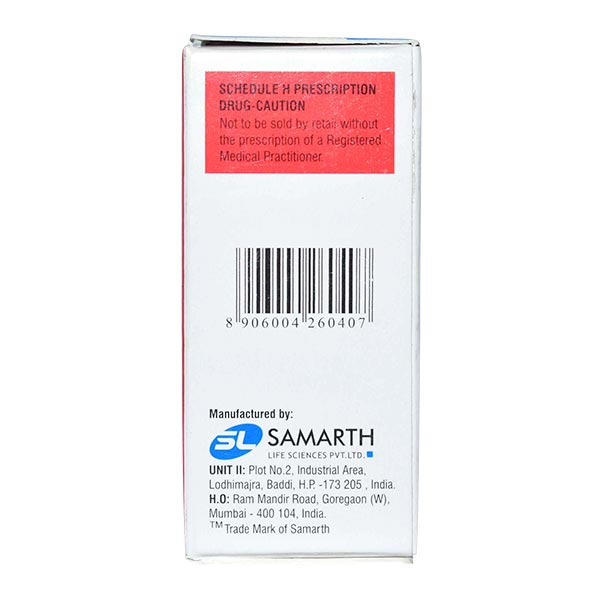 SCHEDULE H PRESCRIPTION
DRUG-CAUTION
Not to be sold by retail without
the prescription of a Registered
Medical Practitioner.
8 906004 260407
Manufactured by:
SL SAMARTH
LIFE SCIENCES PVT.LTD.
UNIT II: Plot No.2, Industrial Area,
Lodhimajra, Baddi, H.P. -173 205 , India.
H.O: Ram Mandir Road, Goregaon (W),
Mumbai - 400 104, India.
TM Trade Mark of Samarth